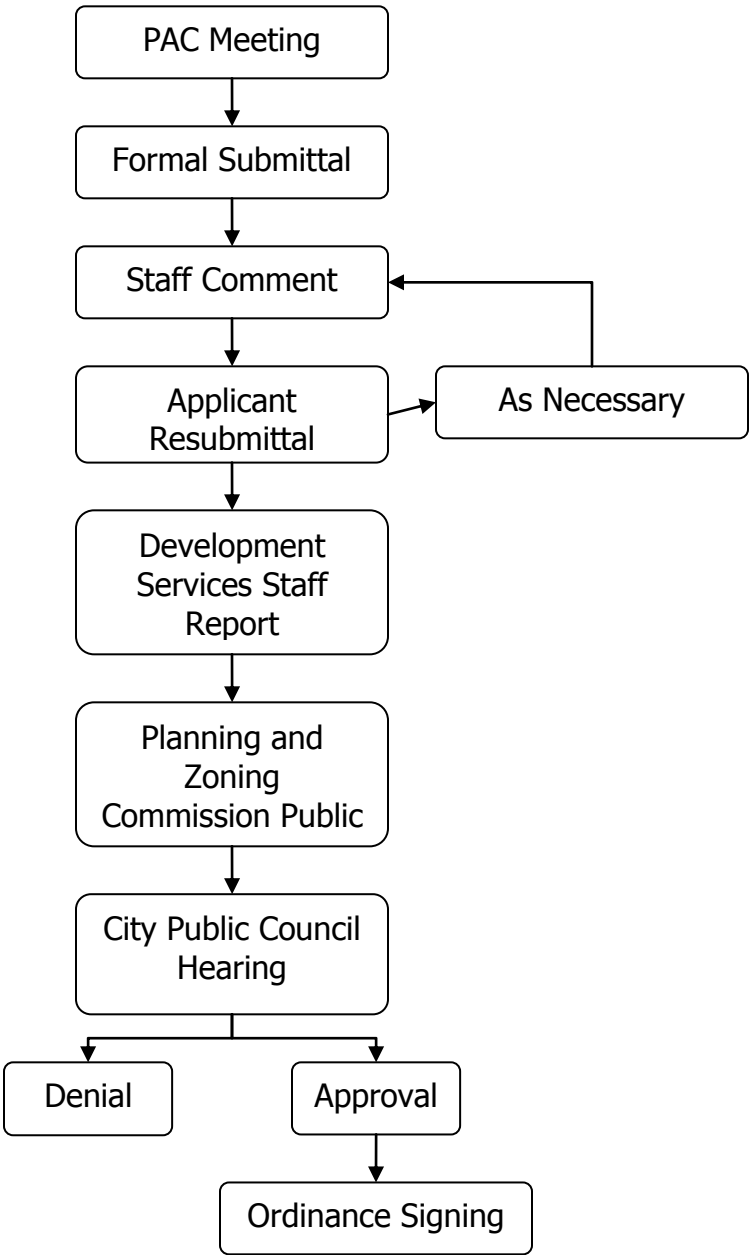 PAC Meeting
Formal Submittal
Staff Comment
Applicant
Resubmittal
As Necessary
Development
Services Staff
Report
Planning and
Zoning
Commission Public
City Public Council
Hearing
Denial
Approval
Ordinance Signing